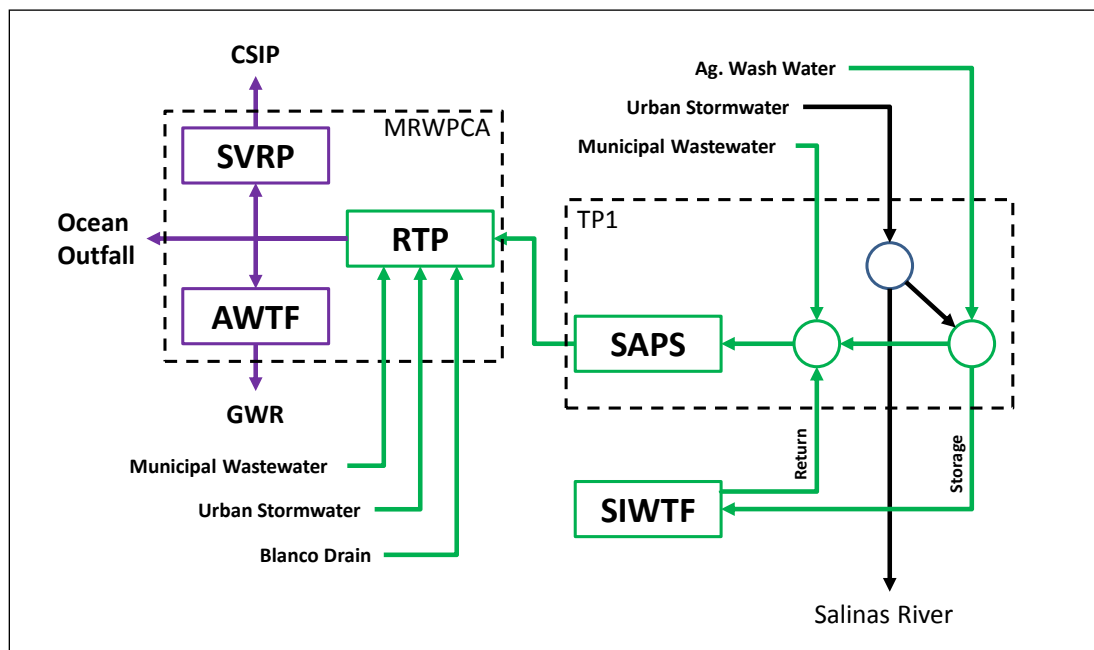 CSIP
Ag. Wash Water
Urban Stormwater
MRWPCA
Municipal Wastewater
SVRP
TP1
Ocean
Outfall
RTP
AWTF
SAPS
GWR
Return
Storage
Municipal Wastewater
SIWTF
Urban Stormwater
Blanco Drain
Salinas River